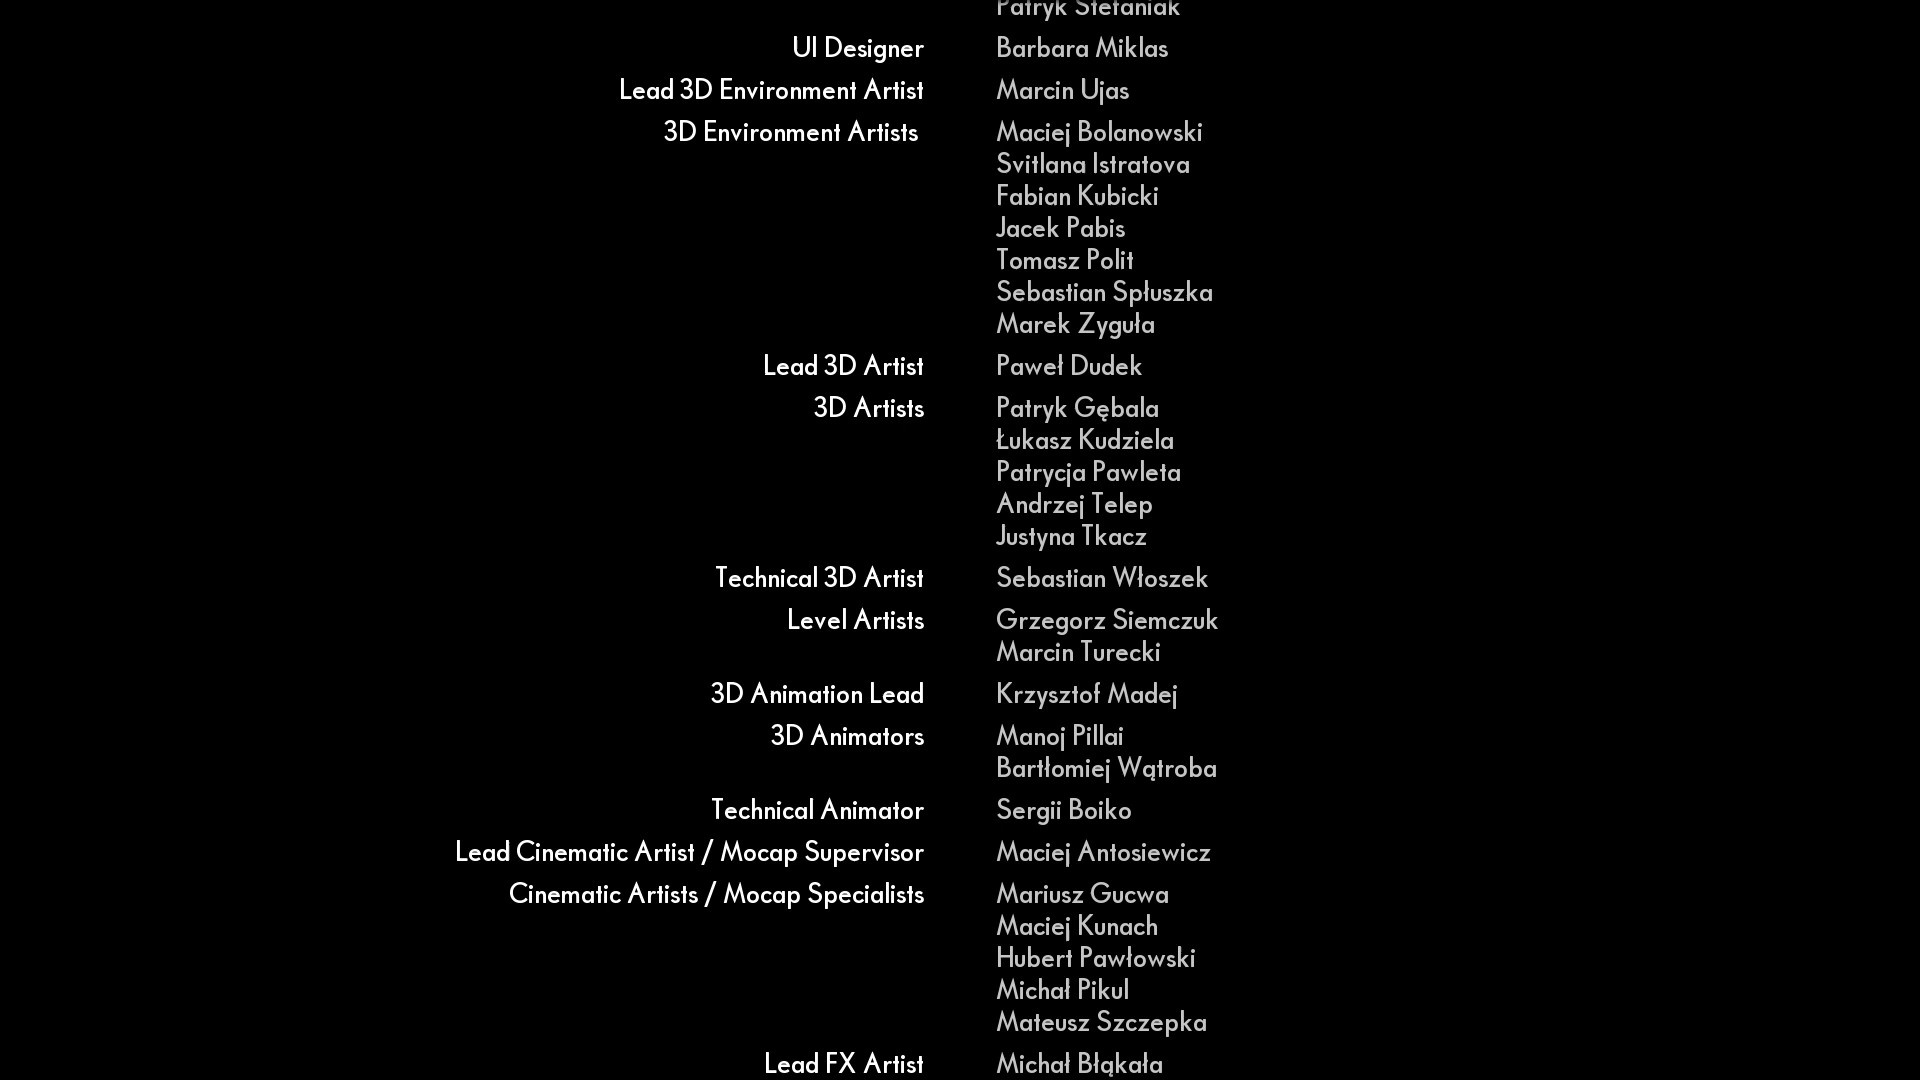 Patryk Stefaniak
UI Designer Barbara Miklas
Lead 3D Environment Artist Marcin Ujas
3D Environment Artists Maciej Bolanowski
Svitlana Istratova
Fabian Kubicki
Jacek Pabis
Tomasz Polit
Sebastian Spłuszka
Marek Zyguła
Lead 3D Artist Paweł Dudek
3D Artists Patryk Gębala
Łukasz Kudziela
Patrycja Pawleta
Andrzej Telep
Justyna Tkacz
Technical 3D Artist Sebastian Włoszek
Level Artists Grzegorz Siemczuk
Marcin Turecki
3D Animation Lead Krzysztof Madej
3D Animators Manoj Pillai
Bartłomiej Wątroba
Technical Animator Sergii Boiko
Lead Cinematic Artist / Mocap Supervisor Maciej Antosiewicz
Cinematic Artists / Mocap Specialists Mariusz Gucwa
Maciej Kunach
Hubert Pawłowski
Michał Pikul
Mateusz Szczepka
Lead FX Artist Michał Błąkała